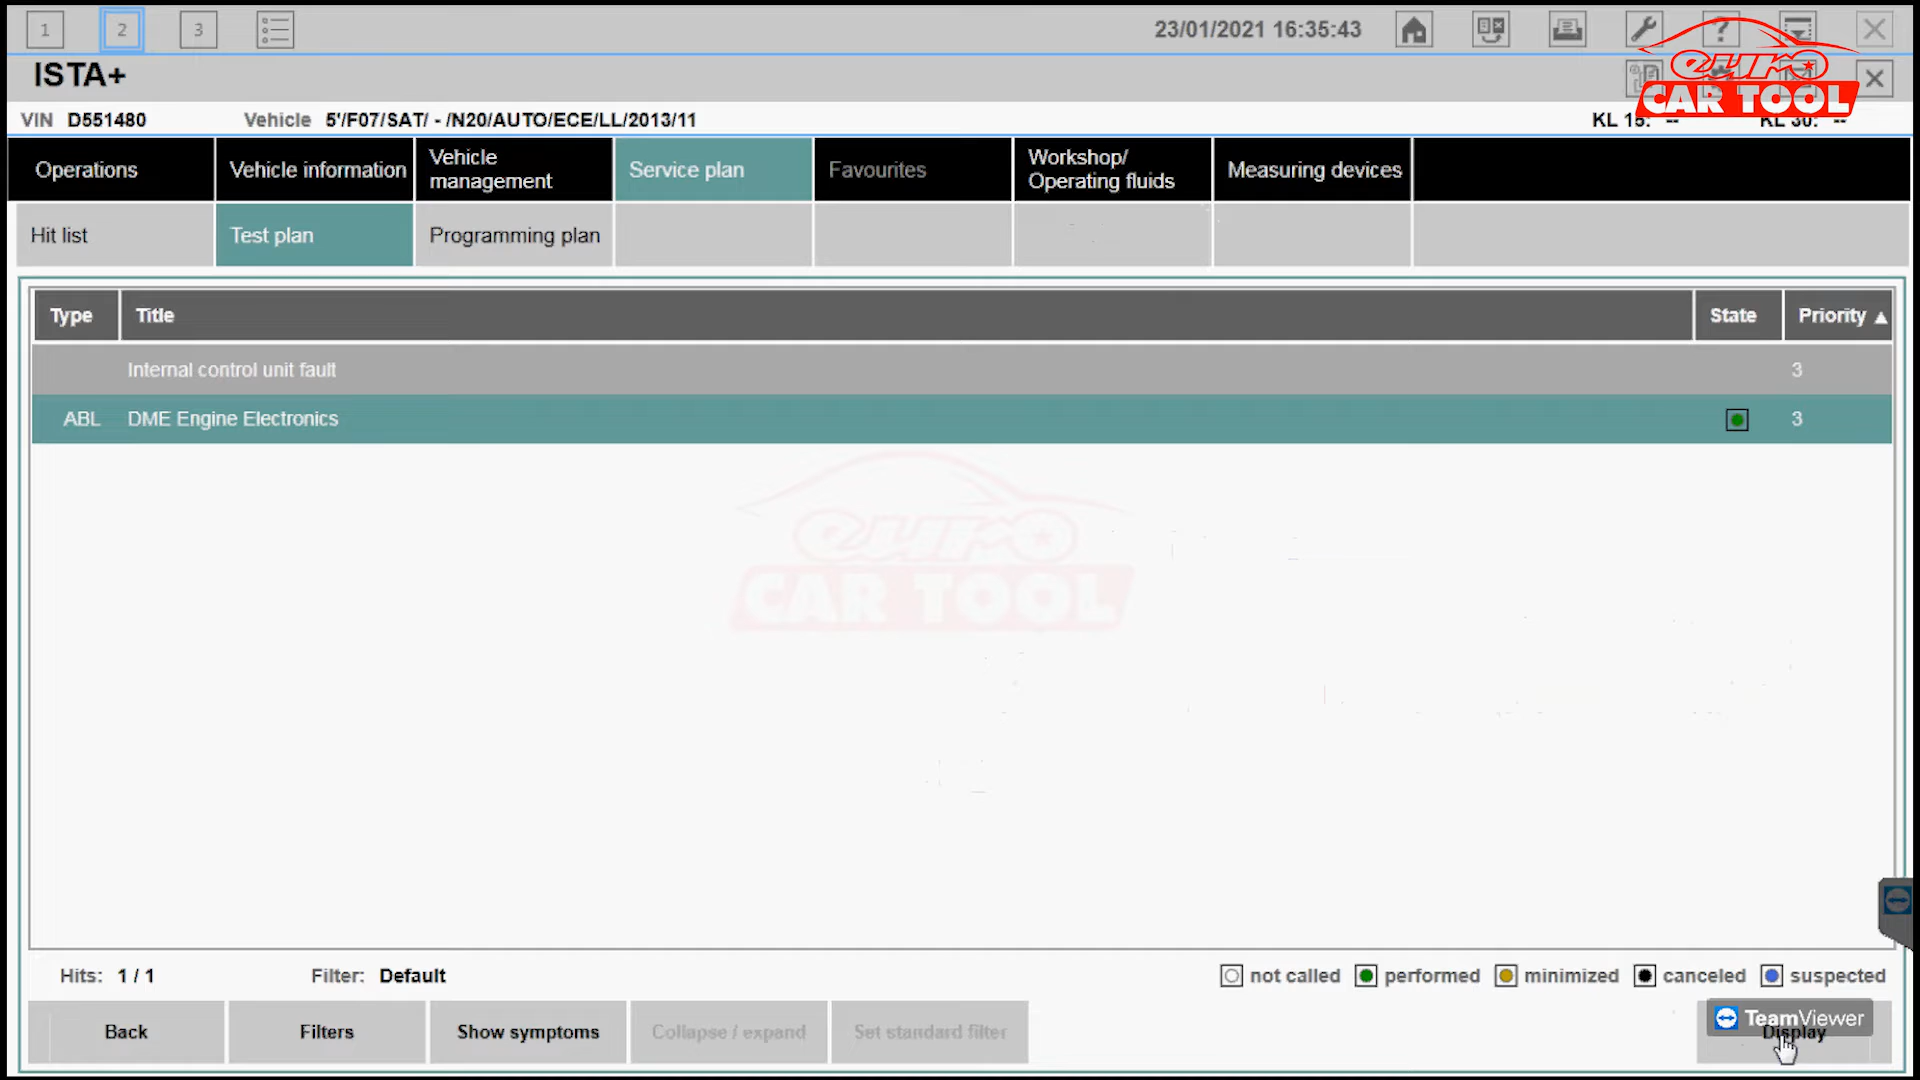 1 2 3 23/01/2021 16:35:43 ?
ISTA+
euro
CAR TOOL
VIN D551480 Vehicle 5'/F07/SAT/ - /N20/AUTO/ECE/LL/2013/11 KL 15: -- KL 30: --
Operations Vehicle information Vehicle management Service plan Favourites Workshop/ Operating fluids Measuring devices
Hit list Test plan Programming plan
Type Title State Priority ▲
Internal control unit fault 3
ABL DME Engine Electronics 3
euro
CAR TOOL
Hits: 1 / 1 Filter: Default not called performed minimized canceled suspected
Back Filters Show symptoms Collapse / expand Set standard filter Display
TeamViewer